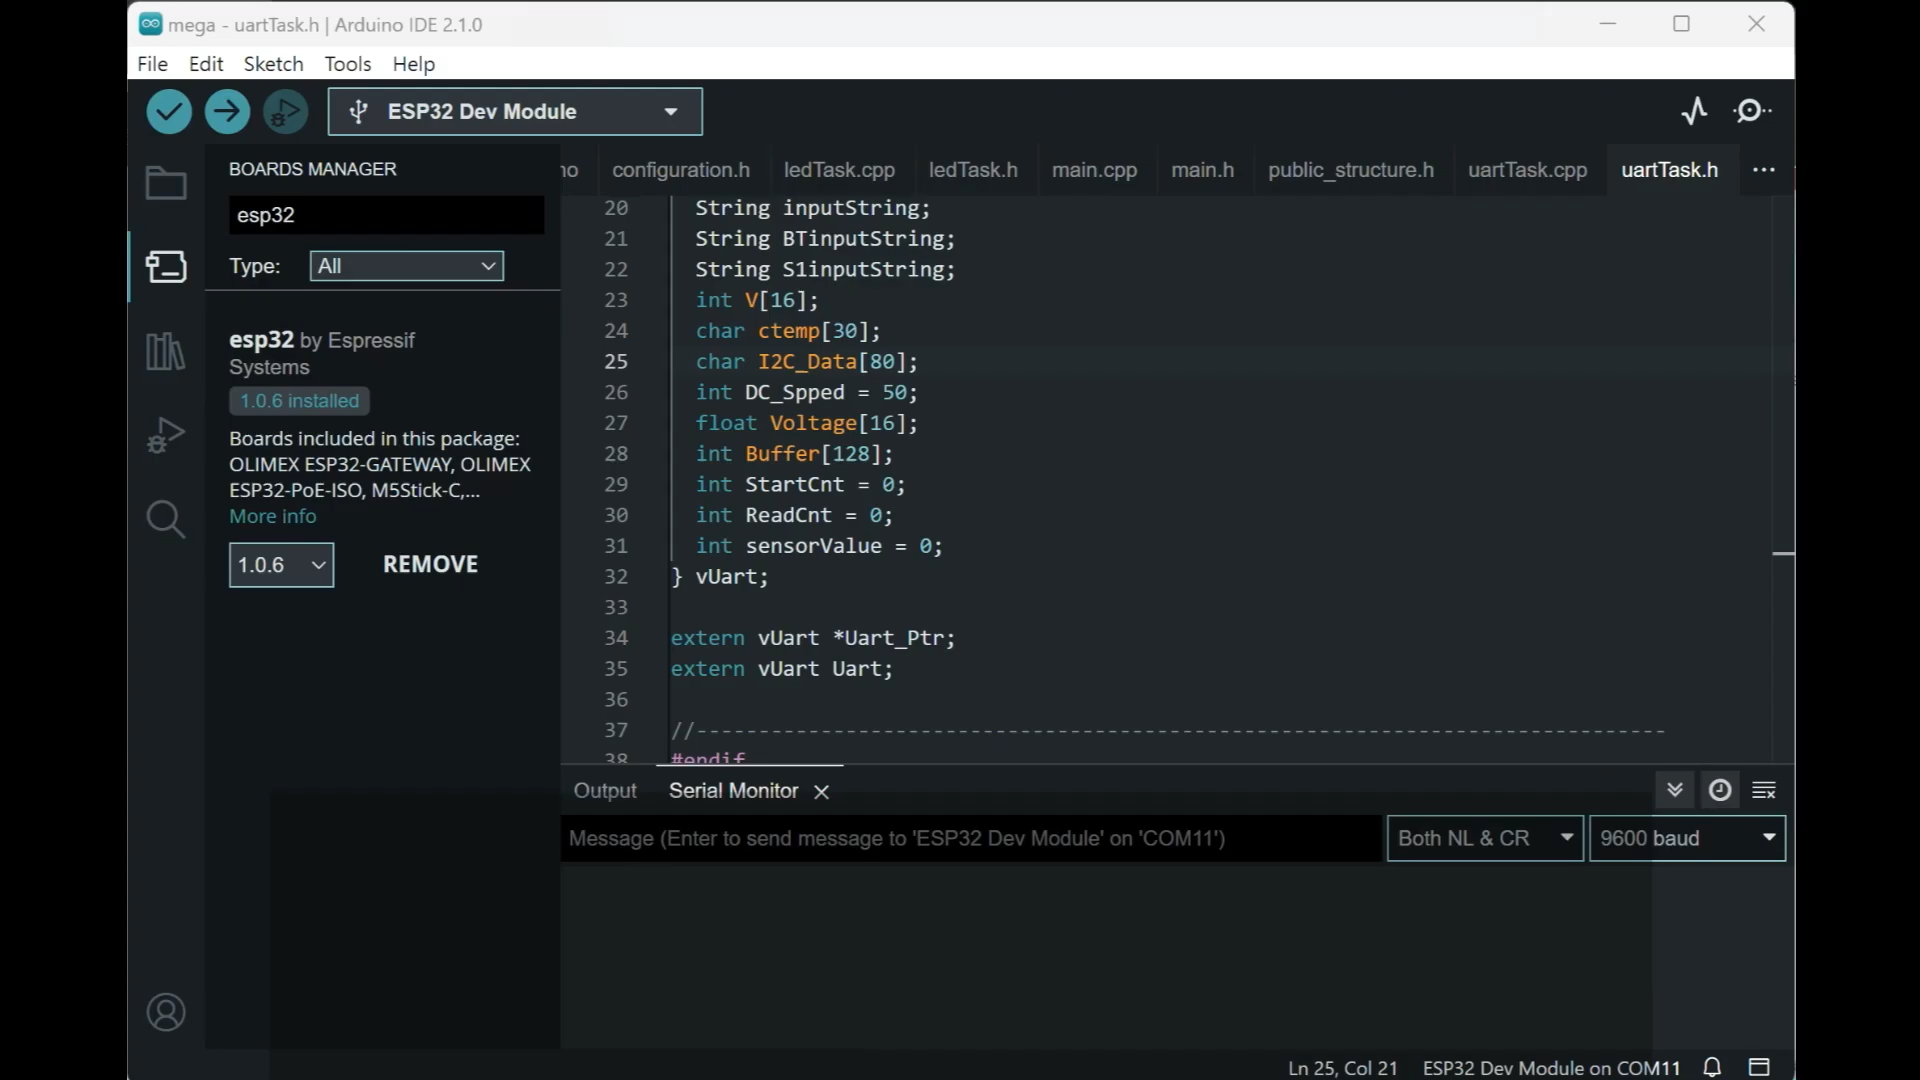 mega - uartTask.h | Arduino IDE 2.1.0
File Edit Sketch Tools Help
ESP32 Dev Module
BOARDS MANAGER
esp32
Type: All
esp32 by Espressif
Systems
1.0.6 installed
Boards included in this package:
OLIMEX ESP32-GATEWAY, OLIMEX
ESP32-PoE-ISO, M5Stick-C,...
More info
1.0.6 REMOVE
no configuration.h ledTask.cpp ledTask.h main.cpp main.h public_structure.h uartTask.cpp uartTask.h ...
20 String inputString;
21 String BTinputString;
22 String S1inputString;
23 int V[16];
24 char ctemp[30];
25 char I2C_Data[80];
26 int DC_Spped = 50;
27 float Voltage[16];
28 int Buffer[128];
29 int StartCnt = 0;
30 int ReadCnt = 0;
31 int sensorValue = 0;
32 } vUart;
33
34 extern vUart *Uart_Ptr;
35 extern vUart Uart;
36
37 //------------------------------------------------------------------------------
38 #endif
Output Serial Monitor
Message (Enter to send message to 'ESP32 Dev Module' on 'COM11') Both NL & CR 9600 baud
Ln 25, Col 21 ESP32 Dev Module on COM11